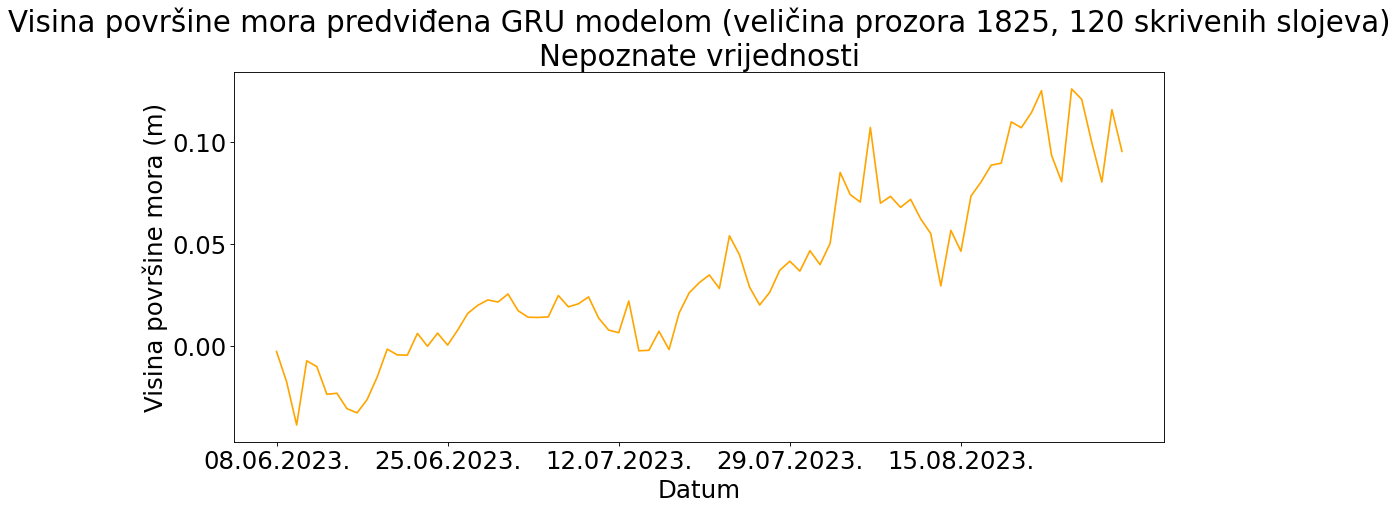 Visina površine mora predviđena GRU modelom (veličina prozora 1825, 120 skrivenih slojeva)
Nepoznate vrijednosti
Visina površine mora (m)
0.10
0.05
0.00
08.06.2023.
25.06.2023.
12.07.2023.
29.07.2023.
15.08.2023.
Datum